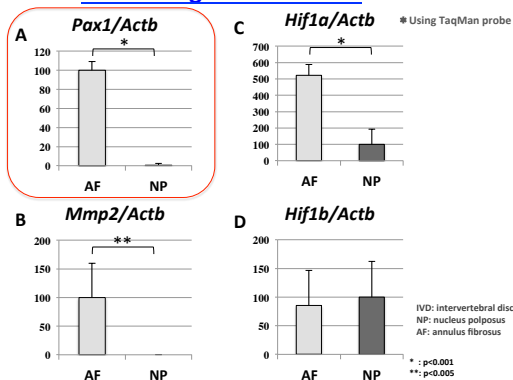 A
Pax1/Actb
*
120
100
80
60
40
20
0
AF NP
C
Hif1α/Actb
* Using TaqMan probe
*
700
600
500
400
300
200
100
0
AF NP
B
Mmp2/Actb
**
200
150
100
50
0
AF NP
D
Hif1b/Actb
200
150
100
50
0
AF NP
IVD: intervertebral disc
NP: nucleus polposus
AF: annulus fibrosus
* : p<0.001
**: p<0.005